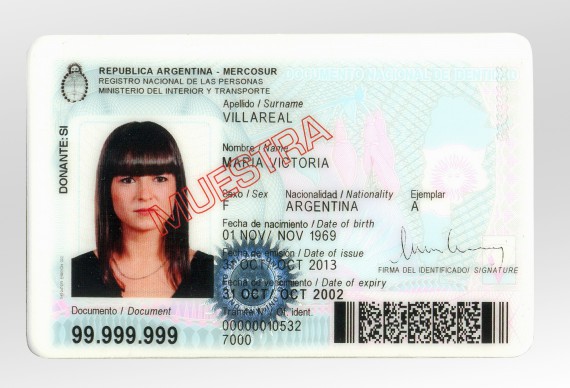 REPUBLICA ARGENTINA - MERCOSUR
REGISTRO NACIONAL DE LAS PERSONAS
MINISTERIO DEL INTERIOR Y TRANSPORTE
DOCUMENTO NACIONAL DE IDENTIDAD
Apellido / Surname
VILLAREAL
Nombre / Name
MARIA VICTORIA
MUESTRA
Sexo / Sex Nacionalidad / Nationality Ejemplar
F ARGENTINA A
Fecha de nacimiento / Date of birth
01 NOV/ NOV 1969
Fecha de emisión / Date of issue
31 OCT/ OCT 2013
Fecha de vencimiento / Date of expiry
31 OCT/ OCT 2002
FIRMA DEL IDENTIFICADO/ SIGNATURE
Trámite Nº / Of. ident.
00000010532
7000
DONANTE:SI
Documento / Document
99.999.999